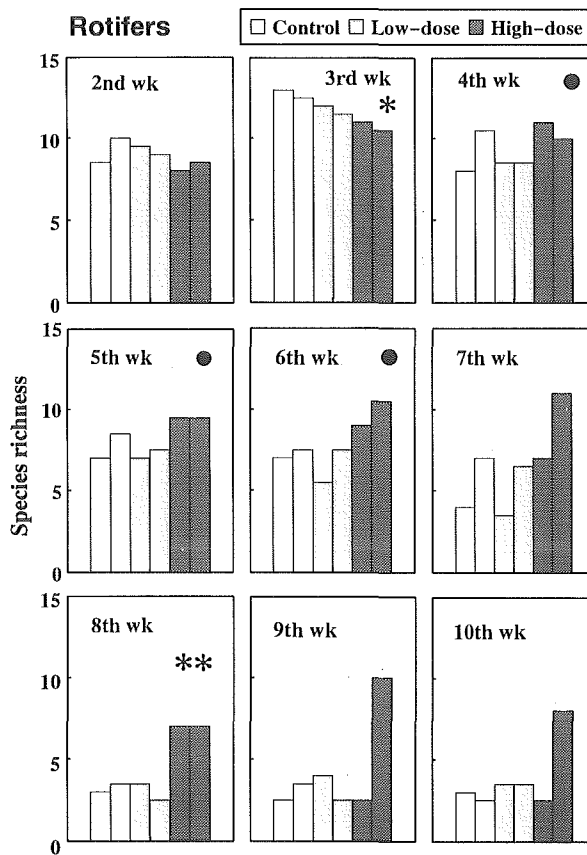 Rotifers
Control Low-dose High-dose
15
10
5
0
2nd wk
3rd wk
*
4th wk
15
10
5
0
5th wk
6th wk
7th wk
Species richness
15
10
5
0
8th wk
**
9th wk
10th wk